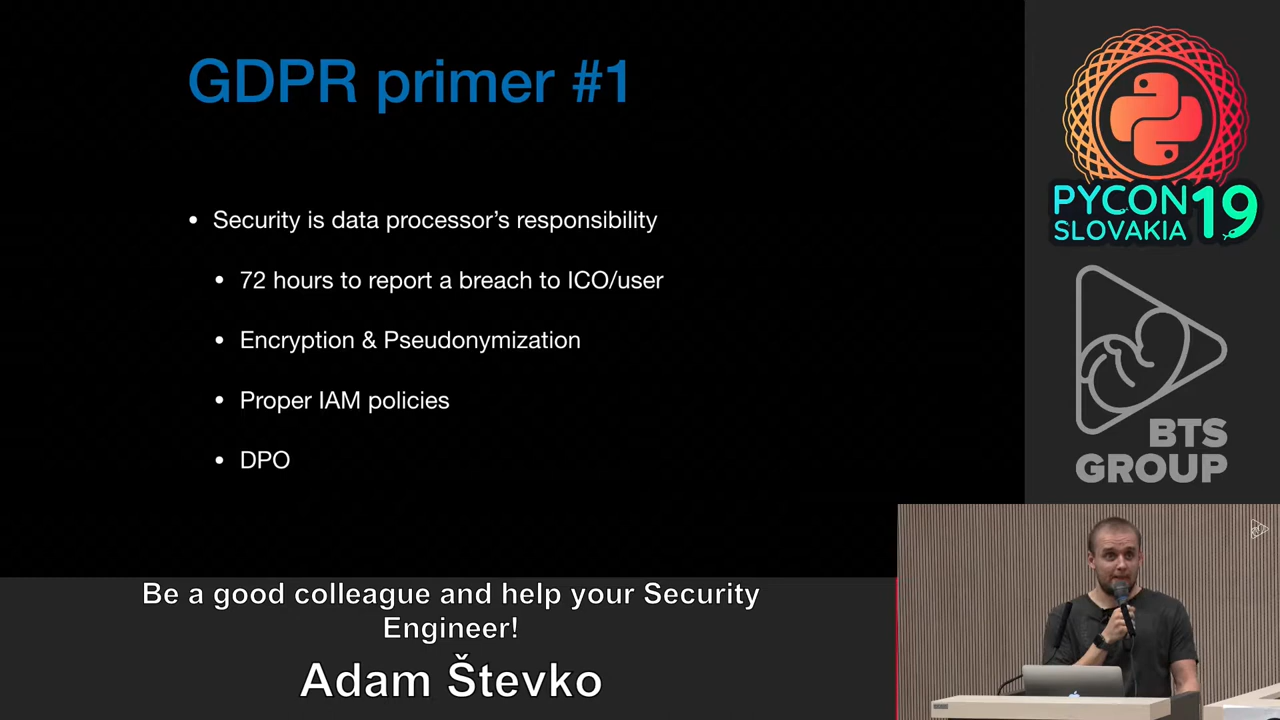 GDPR primer #1
• Security is data processor's responsibility
• 72 hours to report a breach to ICO/user
• Encryption & Pseudonymization
• Proper IAM policies
• DPO
PYCON 19
SLOVAKIA
BTS
GROUP
Be a good colleague and help your Security
Engineer!
Adam Števko